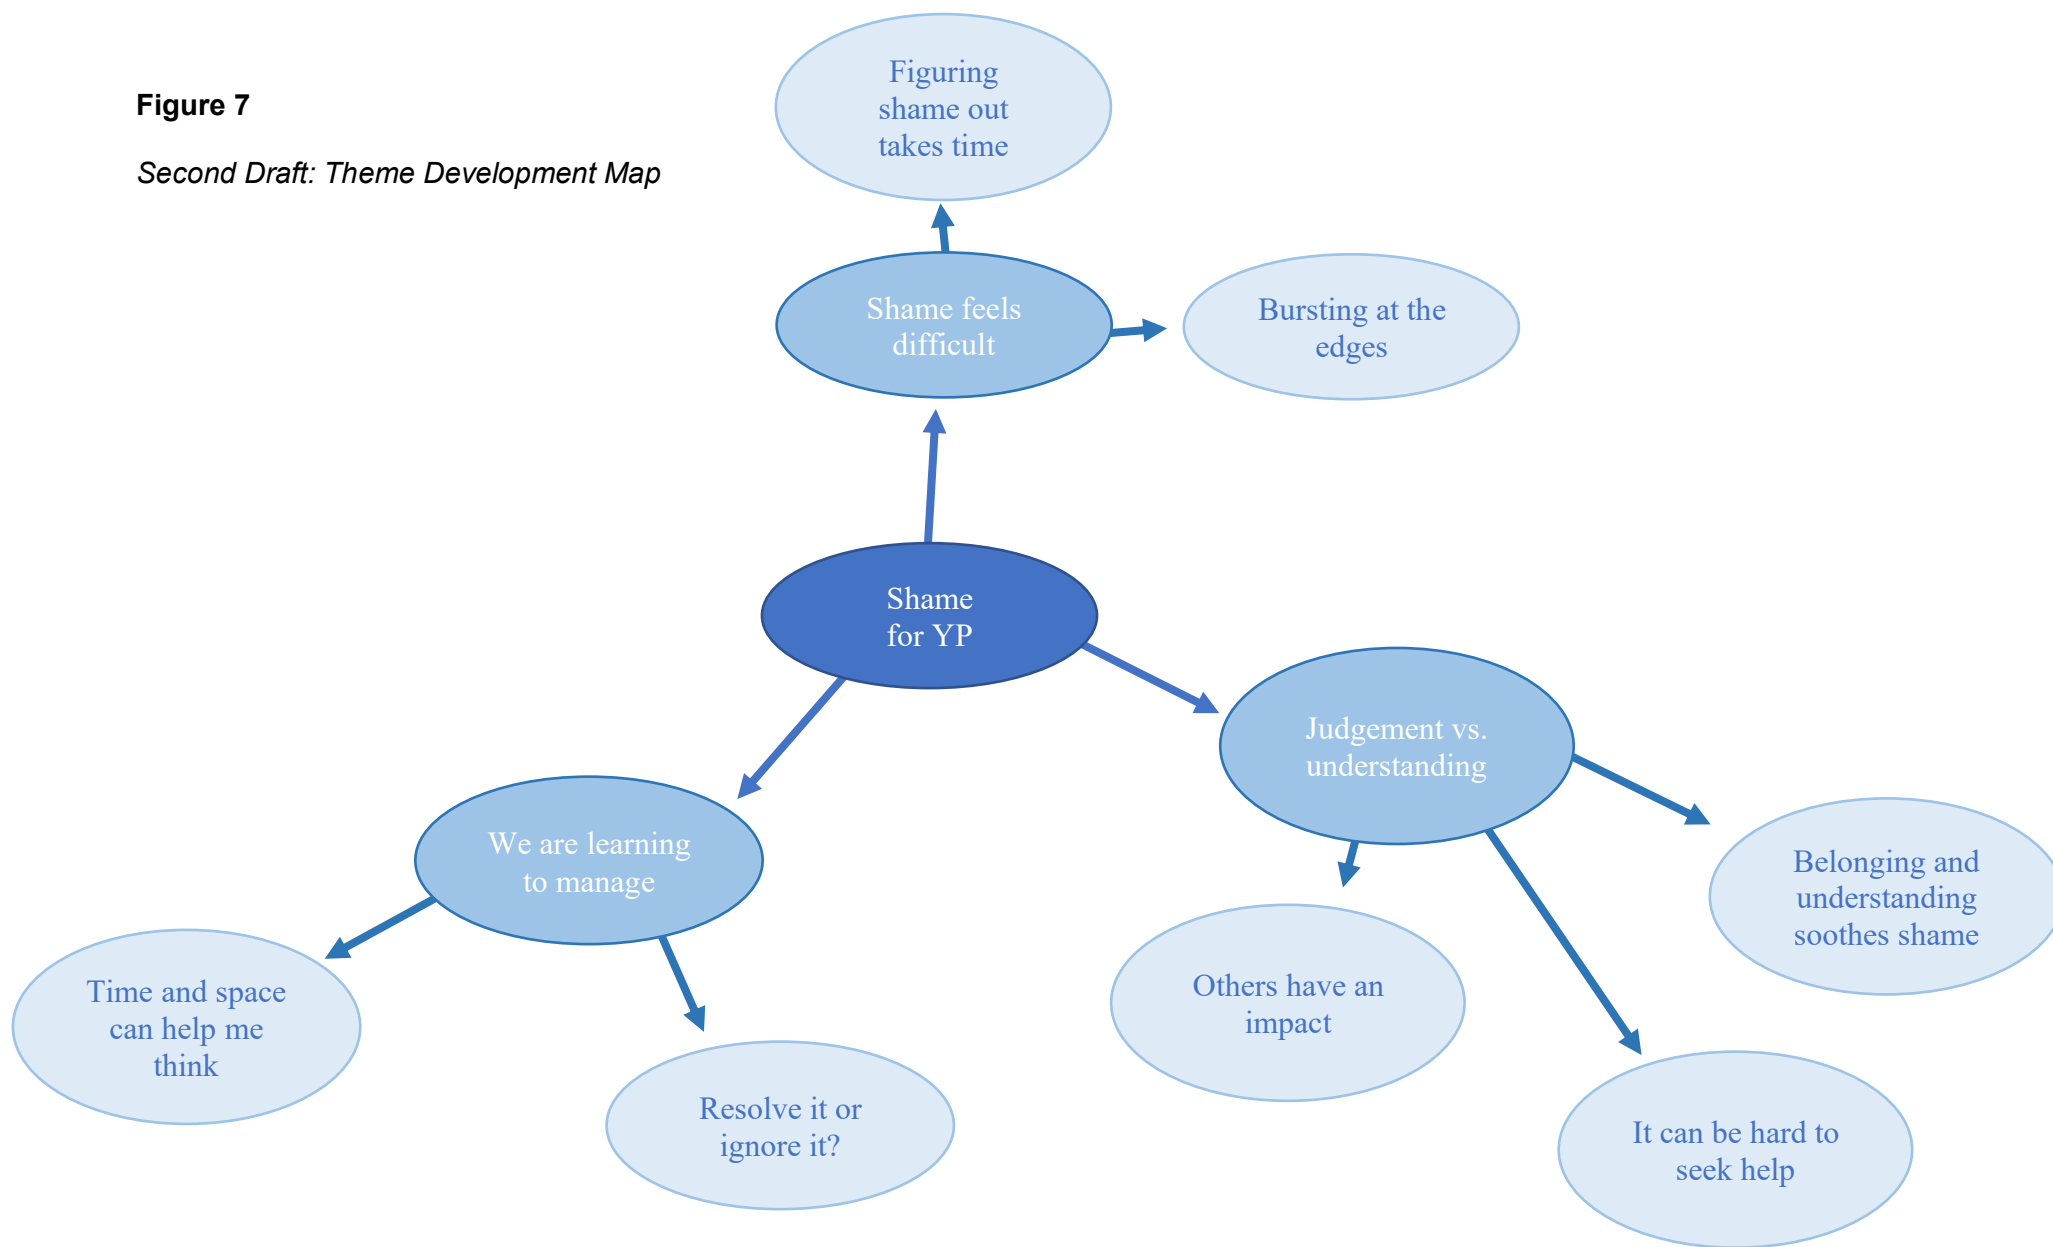 Figure 7
Second Draft: Theme Development Map
Figuring
shame out
takes time
Shame feels
difficult
Bursting at the
edges
Shame
for YP
Judgement vs.
understanding
We are learning
to manage
Belonging and
understanding
soothes shame
Time and space
can help me
think
Others have an
impact
Resolve it or
ignore it?
It can be hard to
seek help